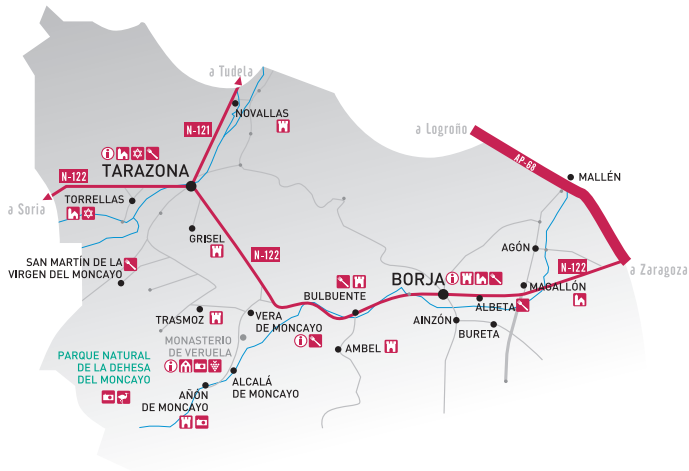 a Tudela
NOVALLAS
N-121
a Logroño
AP-68
MALLÉN
TARAZONA
N-122
TORRELLAS
a Soria
GRISEL
N-122
AGÓN
SAN MARTÍN DE LA
VIRGEN DEL MONCAYO
BORJA
N-122
a Zaragoza
BULBUENTE
MAGALLÓN
ALBETA
TRASMOZ
VERA
DE MONCAYO
AINZÓN
BURETA
MONASTERIO
DE VERUELA
AMBEL
PARQUE NATURAL
DE LA DEHESA
DEL MONCAYO
ALCALÁ
DE MONCAYO
AÑÓN
DE MONCAYO